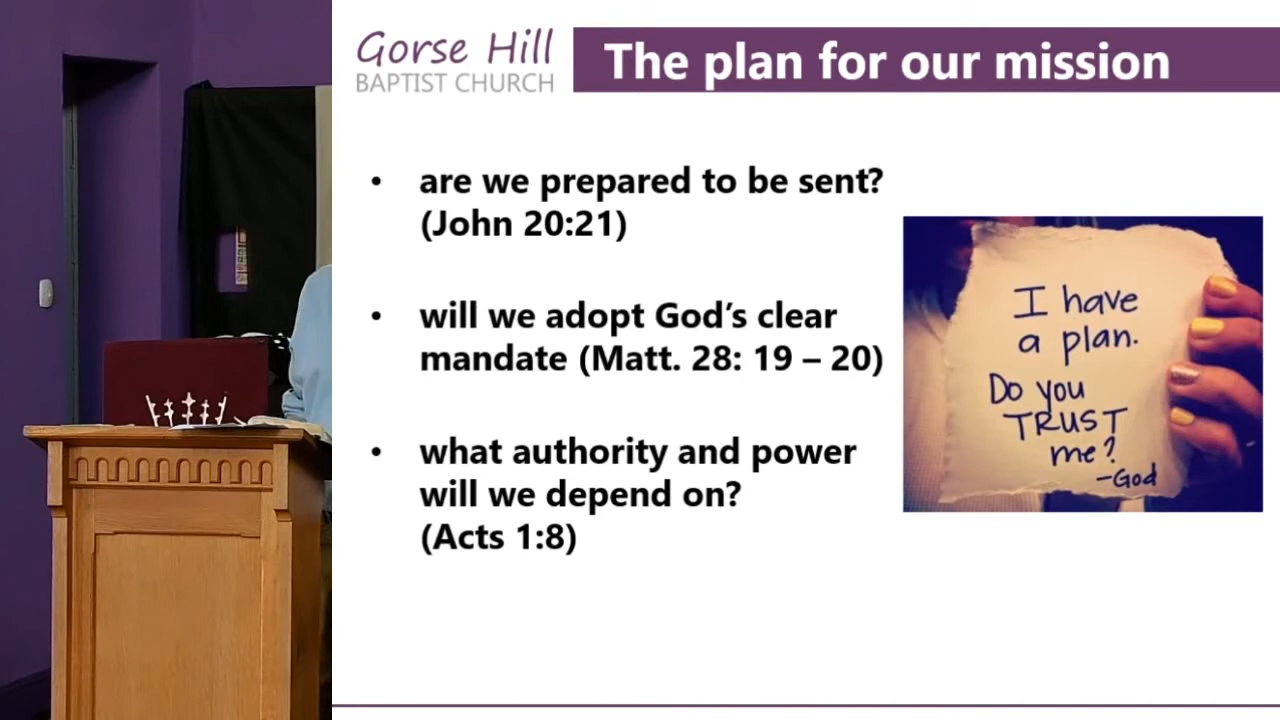 Gorse Hill
BAPTIST CHURCH
The plan for our mission
• are we prepared to be sent?
(John 20:21)
• will we adopt God's clear
mandate (Matt. 28: 19 – 20)
• what authority and power
will we depend on?
(Acts 1:8)
I have
a plan.
Do you
TRUST
me?
-God